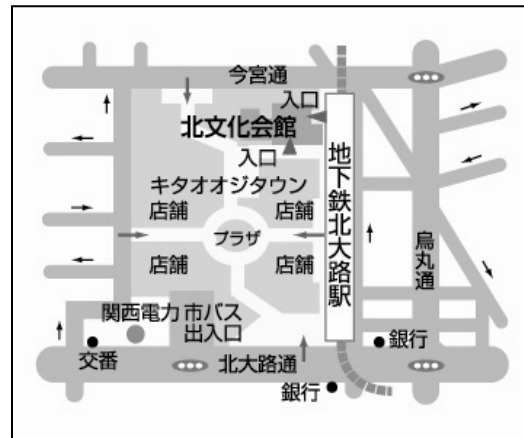 今宮通
入口
北文化会館
入口
キタオオジタウン
店舗
店舗
プラザ
店舗
店舗
地下鉄北大路駅
烏丸通
関西電力
市バス
出入口
交番
北大路通
銀行
銀行